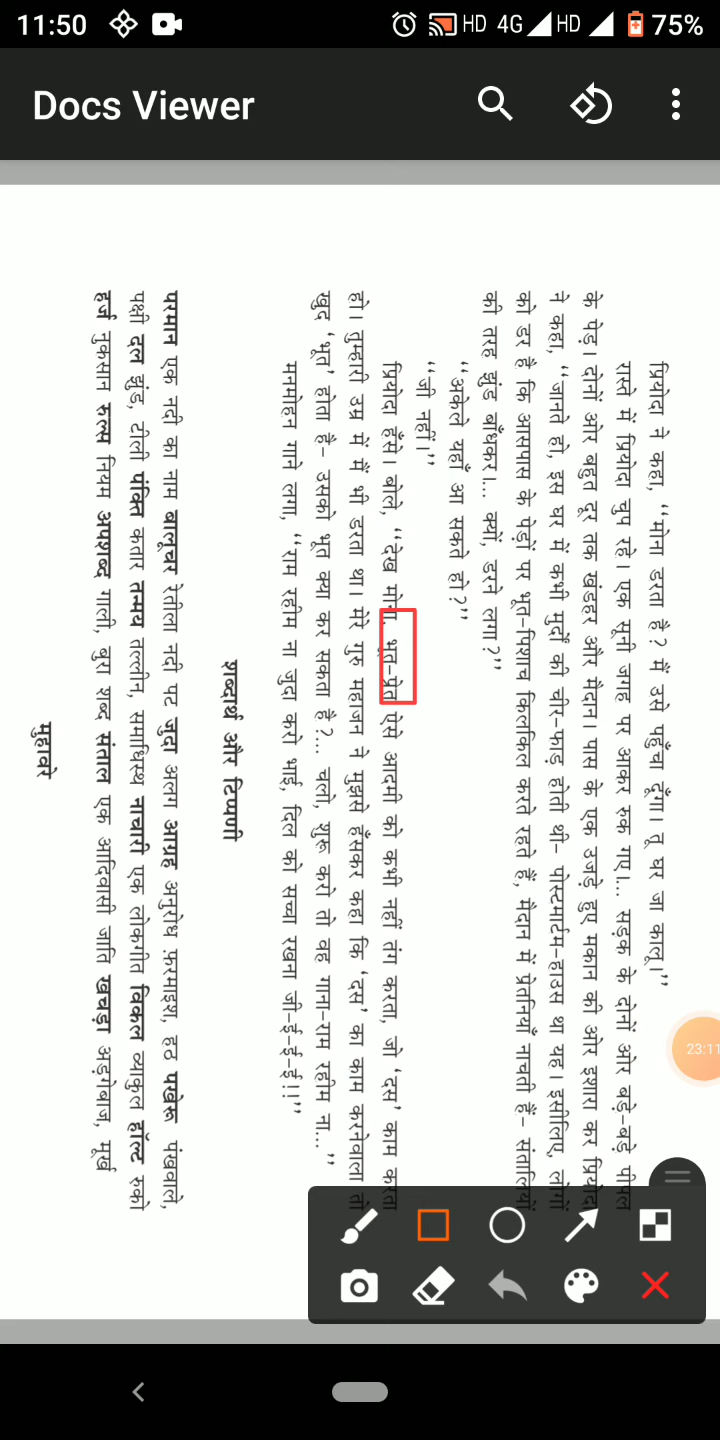 11:50
HD 4G HD 75%
Docs Viewer
प्रियोदा ने कहा, “मोना डरता है? मैं उसे पहुँचा दूँगा। तू घर जा कालू।”
रास्ते में प्रियोदा चुप रहे। एक सूनी जगह पर आकर रुक गए।... सड़क के दोनों ओर बड़े-बड़े पीपल
के पेड़। दोनों ओर बहुत दूर तक खंडहर और मैदान। पास के एक उजड़े हुए मकान की ओर इशारा कर प्रियोदा
ने कहा, “जानते हो, इस घर में कभी मुर्दों की चीर-फाड़ होती थी- पोस्टमार्टम-हाउस था यह। इसीलिए, लोगों
को डर है कि आसपास के पेड़ों पर भूत-पिशाच किलकिल करते रहते हैं, मैदान में प्रेतनियाँ नाचती हैं- संतालियों
की तरह झुंड बाँधकर।... क्यों, डरने लगा?”
“अकेले यहाँ आ सकते हो?”
“जी नहीं।”
प्रियोदा हँसे। बोले, “देख मोना, भूत-प्रेत ऐसे आदमी को कभी नहीं तंग करता, जो ‘दस’ काम करता
हो। तुम्हारी उम्र में मैं भी डरता था। मेरे गुरु महाजन ने मुझसे हँसकर कहा कि ‘दस’ का काम करनेवाला तो
खुद ‘भूत’ होता है- उसको भूत क्या कर सकता है?... चलो, शुरू करो तो वह गाना-राम रहीम ना...”
मनमोहन गाने लगा, “राम रहीम ना जुदा करो भाई, दिल को सच्चा रखना जी-ई-ई-ई!!”
शब्दार्थ और टिप्पणी
परमान एक नदी का नाम बालूचर रेतीला नदी पट जुदा अलग आग्रह अनुरोध फ़रमाइश, हठ पखेरू पंखवाले,
पक्षी दल झुंड, टोली पंक्ति कतार तन्मय तल्लीन, समाधिस्थ नाचारी एक लोकगीत विकल व्याकुल हॉल्ट रुको
हर्ज नुकसान रुल्स नियम अपशब्द गाली, बुरा शब्द संताल एक आदिवासी जाति खचड़ा अड़ंगेबाज, मूर्ख
मुहावरे
23:11